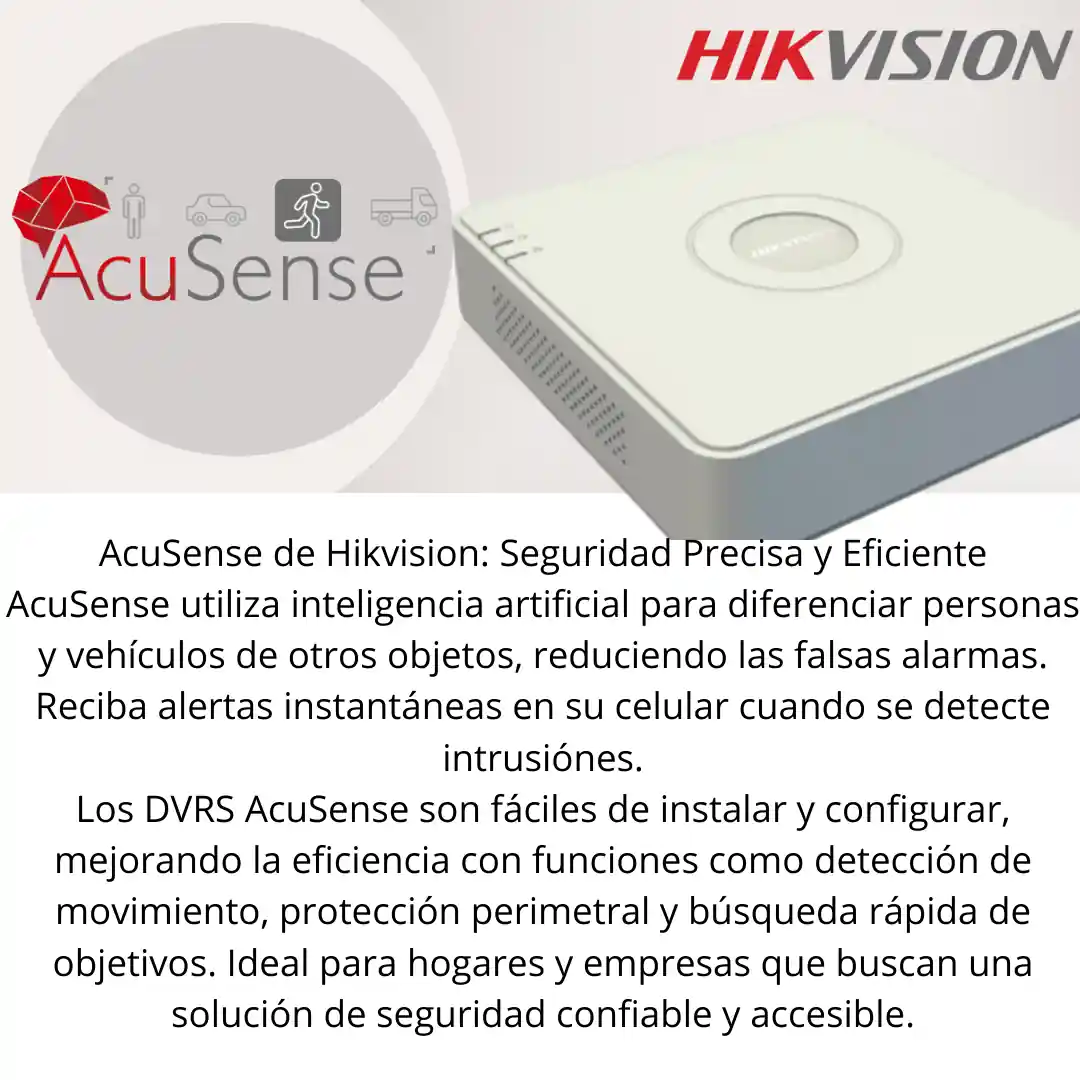 HIKVISION
AcuSense
HIKVISION
AcuSense de Hikvision: Seguridad Precisa y Eficiente
AcuSense utiliza inteligencia artificial para diferenciar personas
y vehículos de otros objetos, reduciendo las falsas alarmas.
Reciba alertas instantáneas en su celular cuando se detecte
intrusiónes.
Los DVRS AcuSense son fáciles de instalar y configurar,
mejorando la eficiencia con funciones como detección de
movimiento, protección perimetral y búsqueda rápida de
objetivos. Ideal para hogares y empresas que buscan una
solución de seguridad confiable y accesible.